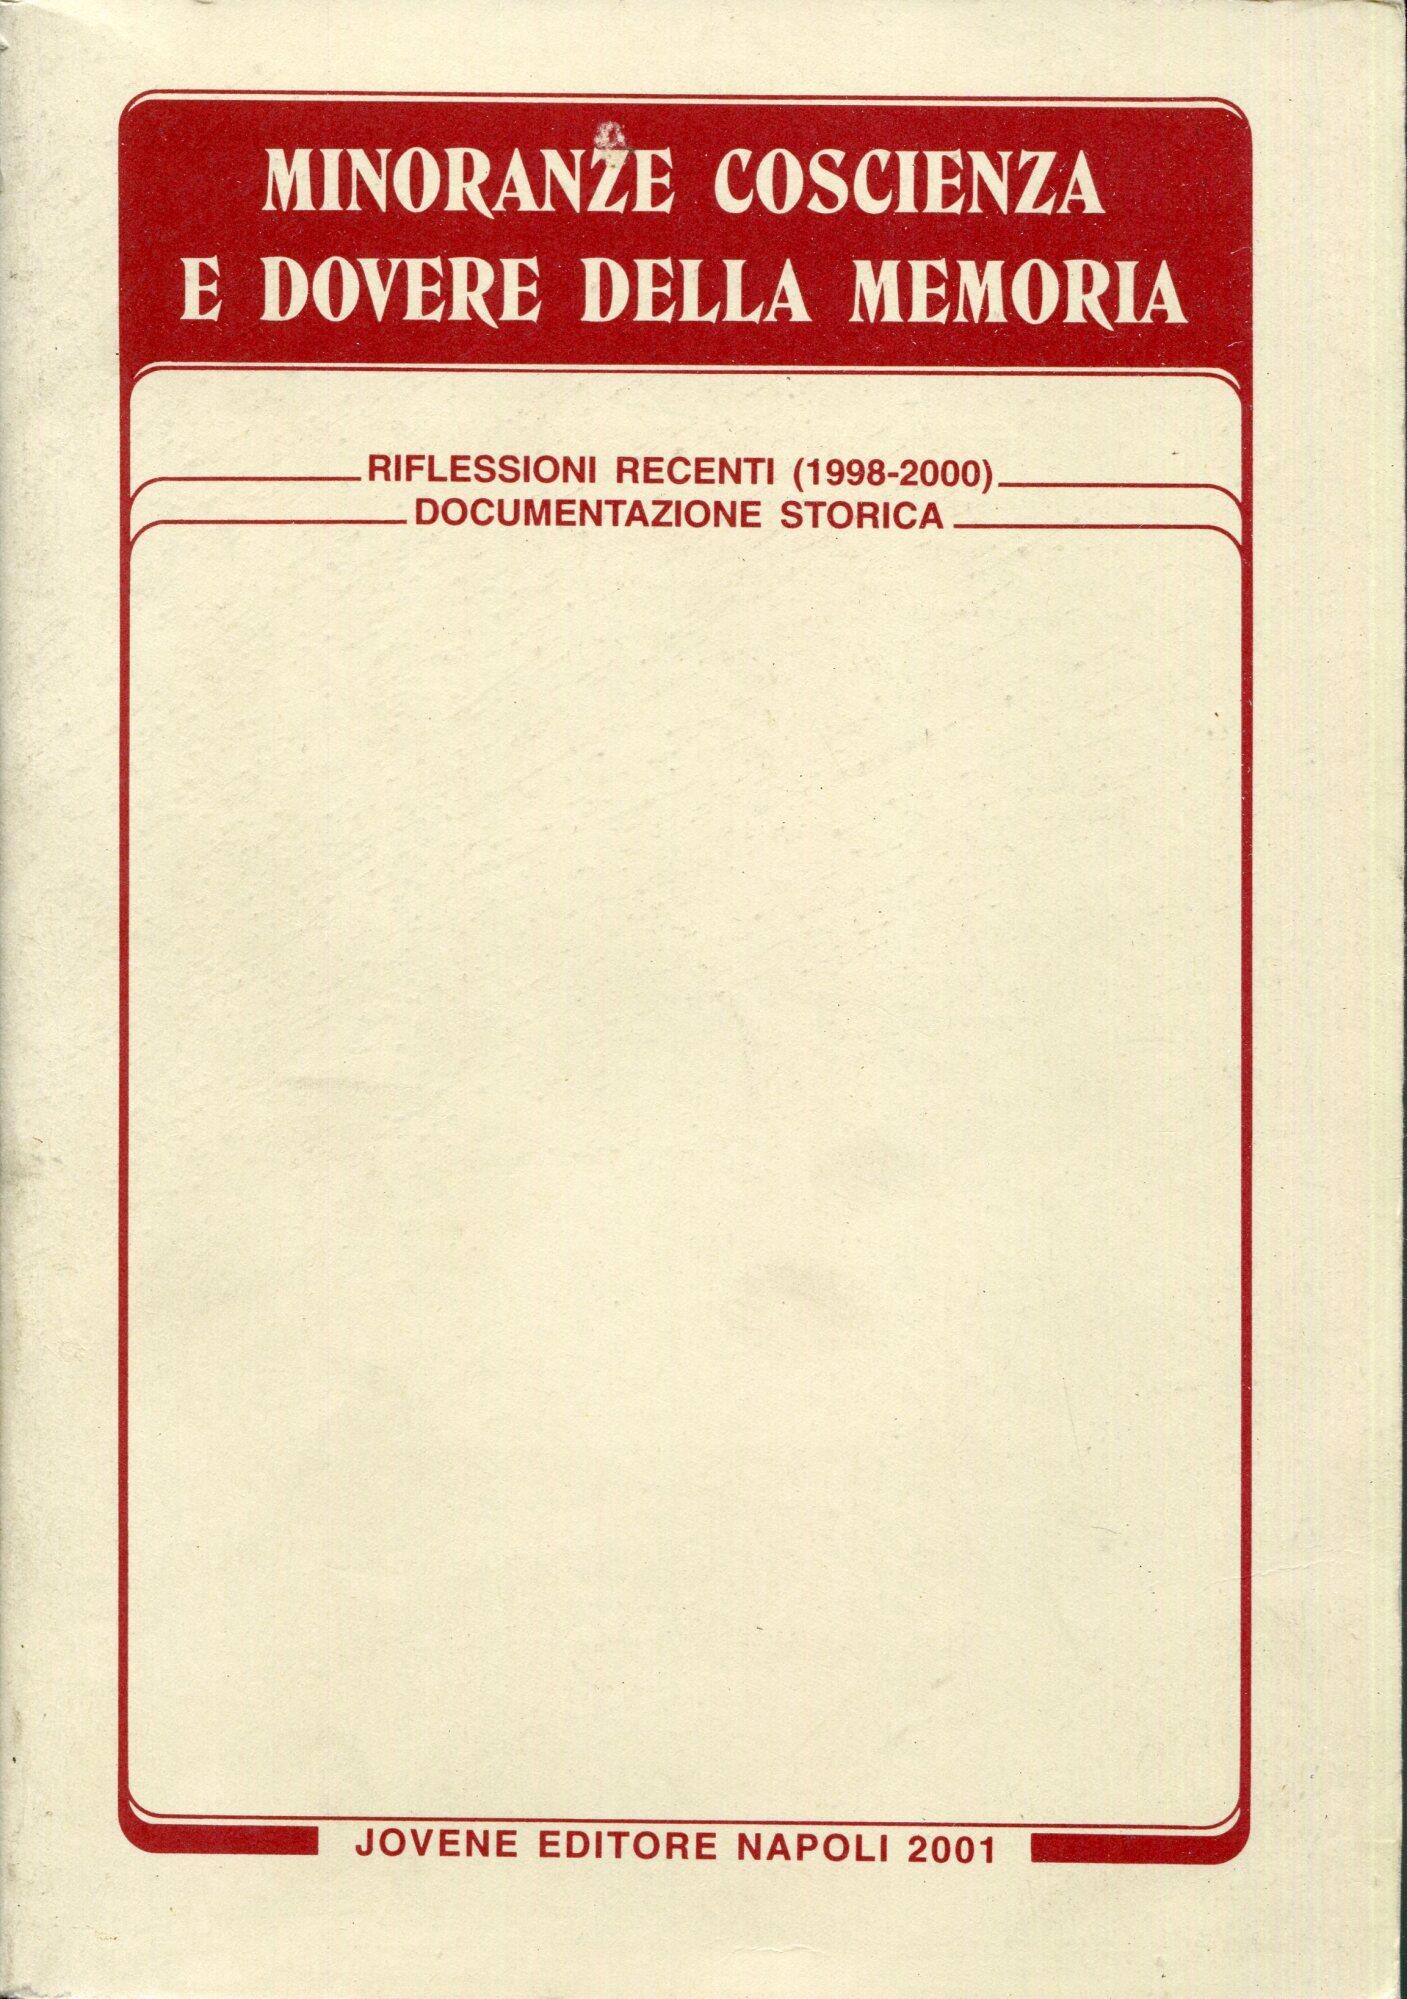 MINORANZE COSCIENZA
E DOVERE DELLA MEMORIA
RIFLESSIONI RECENTI (1998-2000)
DOCUMENTAZIONE STORICA
JOVENE EDITORE NAPOLI 2001